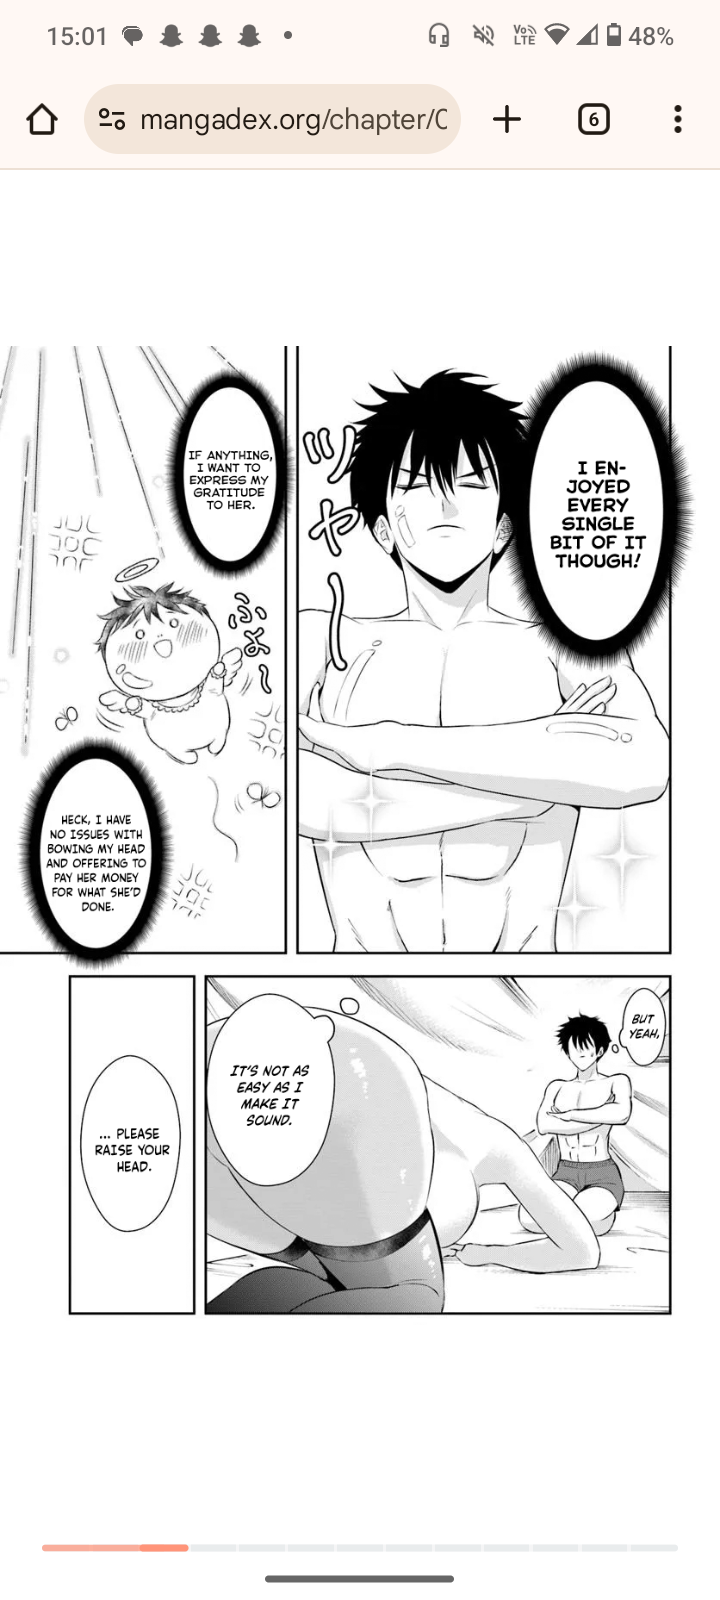 15:01
Vo)) LTE
48%
mangadex.org/chapter/0
6
I EN-
JOYED
EVERY
SINGLE
BIT OF IT
THOUGH!
ツヤ〜
IF ANYTHING,
I WANT TO
EXPRESS MY
GRATITUDE
TO HER.
ふよ〜
HECK, I HAVE
NO ISSUES WITH
BOWING MY HEAD
AND OFFERING TO
PAY HER MONEY
FOR WHAT SHE'D
DONE.
BUT
YEAH,
IT'S NOT AS
EASY AS I
MAKE IT
SOUND.
... PLEASE
RAISE YOUR
HEAD.